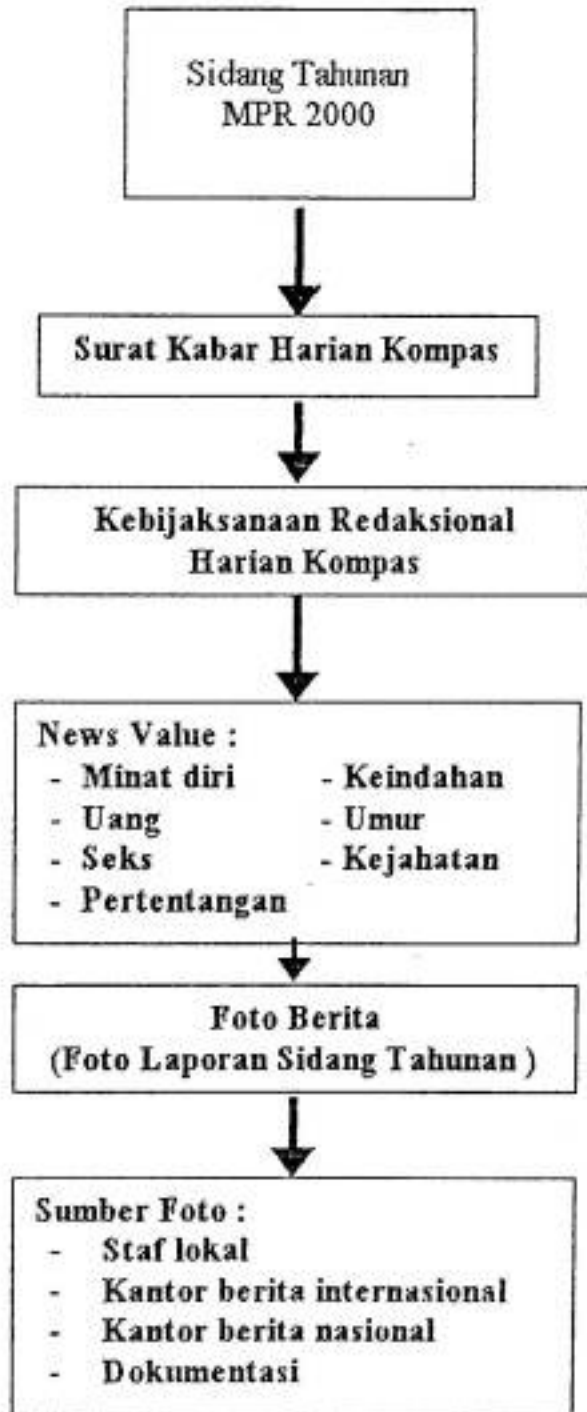 Sidang Tahunan
MPR 2000
Surat Kabar Harian Kompas
Kebijaksanaan Redaksional
Harian Kompas
News Value :
- Minat diri - Keindahan
- Uang - Umur
- Seks - Kejahatan
- Pertentangan
Foto Berita
(Foto Laporan Sidang Tahunan )
Sumber Foto :
- Staf lokal
- Kantor berita internasional
- Kantor berita nasional
- Dokumentasi